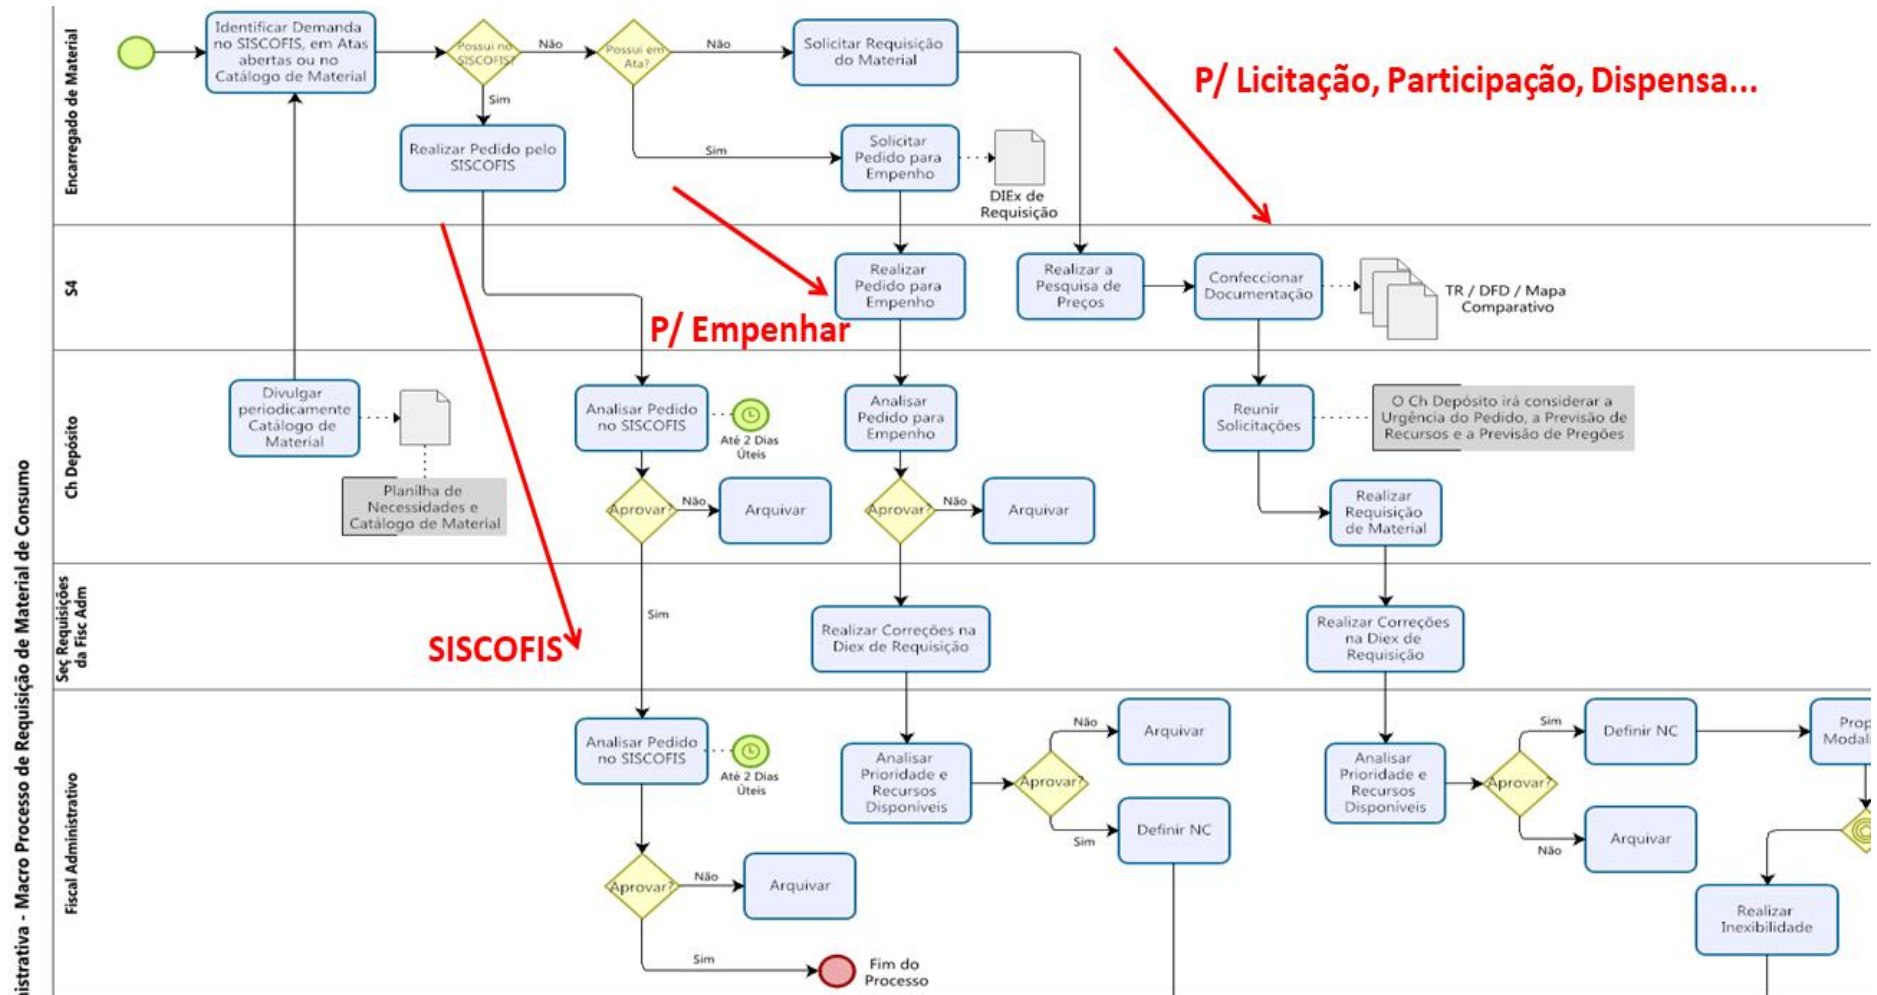 Identificar Demanda
no SISCOFIS, em Atas
abertas ou no
Catálogo de Material
Possui no
SISCOFIS?
Não
Possui em
Ata?
Não
Solicitar Requisição
do Material
P/ Licitação, Participação, Dispensa...
Encarregado de Material
Sim
Realizar Pedido pelo
SISCOFIS
Sim
Solicitar
Pedido para
Empenho
DIEx de
Requisição
S4
Realizar
Pedido para
Empenho
Realizar a
Pesquisa de
Preços
Confeccionar
Documentação
TR / DFD / Mapa
Comparativo
P/ Empenhar
Ch Depósito
Divulgar
periodicamente
Catálogo de
Material
Planilha de
Necessidades e
Catálogo de Material
Analisar Pedido
no SISCOFIS
Até 2 Dias
Úteis
Analisar
Pedido para
Empenho
Reunir
Solicitações
O Ch Depósito irá considerar a
Urgência do Pedido, a Previsão de
Recursos e a Previsão de Pregões
Aprovar?
Não
Arquivar
Aprovar?
Não
Arquivar
Realizar
Requisição
de Material
Seç Requisições
da Fisc Adm
Sim
SISCOFIS
Realizar Correções na
Diex de Requisição
Realizar Correções
na Diex de
Requisição
Fiscal Administrativo
Analisar Pedido
no SISCOFIS
Até 2 Dias
Úteis
Analisar
Prioridade e
Recursos
Disponíveis
Aprovar?
Não
Arquivar
Sim
Definir NC
Analisar
Prioridade e
Recursos
Disponíveis
Aprovar?
Sim
Definir NC
Não
Arquivar
Prop
Modali
Realizar
Inexibilidade
Aprovar?
Não
Arquivar
Sim
Fim do
Processo
nistrativa - Macro Processo de Requisição de Material de Consumo